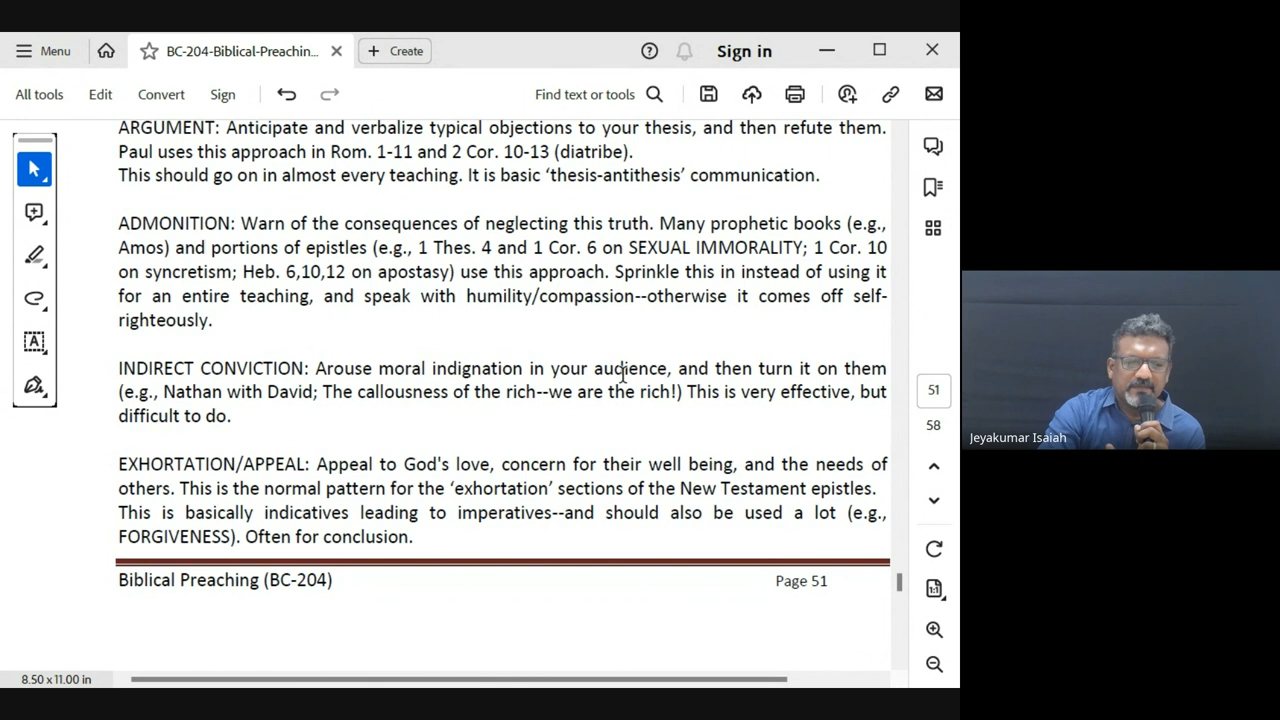 Menu
BC-204-Biblical-Preachin...
Create
Sign in
All tools
Edit
Convert
Sign
Find text or tools
ARGUMENT: Anticipate and verbalize typical objections to your thesis, and then refute them.
Paul uses this approach in Rom. 1-11 and 2 Cor. 10-13 (diatribe).
This should go on in almost every teaching. It is basic ‘thesis-antithesis’ communication.
ADMONITION: Warn of the consequences of neglecting this truth. Many prophetic books (e.g.,
Amos) and portions of epistles (e.g., 1 Thes. 4 and 1 Cor. 6 on SEXUAL IMMORALITY; 1 Cor. 10
on syncretism; Heb. 6,10,12 on apostasy) use this approach. Sprinkle this in instead of using it
for an entire teaching, and speak with humility/compassion--otherwise it comes off self-
righteously.
INDIRECT CONVICTION: Arouse moral indignation in your audience, and then turn it on them
(e.g., Nathan with David; The callousness of the rich--we are the rich!) This is very effective, but
difficult to do.
EXHORTATION/APPEAL: Appeal to God's love, concern for their well being, and the needs of
others. This is the normal pattern for the ‘exhortation’ sections of the New Testament epistles.
This is basically indicatives leading to imperatives--and should also be used a lot (e.g.,
FORGIVENESS). Often for conclusion.
Biblical Preaching (BC-204)
Page 51
8.50 x 11.00 in
51
58
1:1
Jeyakumar Isaiah